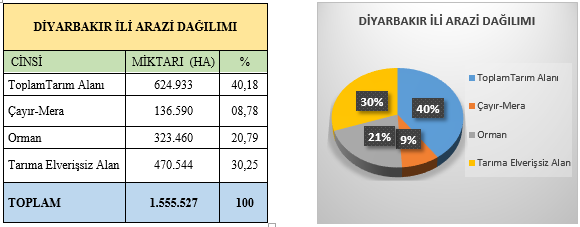 DİYARBAKIR İLİ ARAZİ DAĞILIMI
CİNSİ MİKTARI (HA) %
ToplamTarım Alanı 624.933 40,18
Çayır-Mera 136.590 08,78
Orman 323.460 20,79
Tarıma Elverişsiz Alan 470.544 30,25
TOPLAM 1.555.527 100
DİYARBAKIR İLİ ARAZİ DAĞILIMI
30%
40%
21%
9%
ToplamTarım Alanı
Çayır-Mera
Orman
Tarıma Elverişsiz Alan